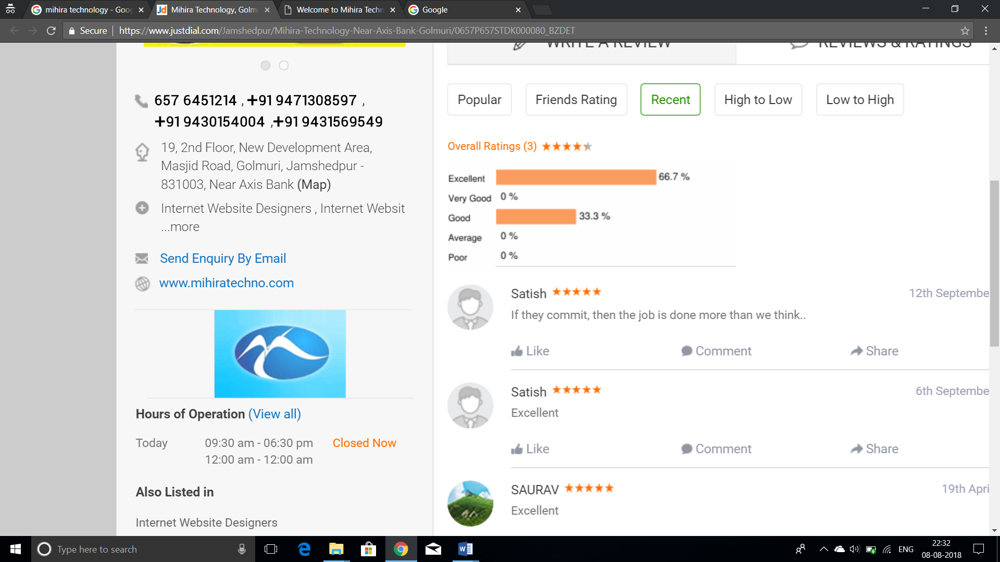 mihira technology - Goo
Mihira Technology, Golm
Welcome to Mihira Techn
Google
Secure
https://www.justdial.com/Jamshedpur/Mihira-Technology-Near-Axis-Bank-Golmuri/0657P657STDK000080_BZDET
WRITE A REVIEW
REVIEWS & RATINGS
657 6451214 , +91 9471308597 ,
+91 9430154004 ,+91 9431569549
19, 2nd Floor, New Development Area,
Masjid Road, Golmuri, Jamshedpur -
831003, Near Axis Bank (Map)
Internet Website Designers , Internet Websit
...more
Send Enquiry By Email
www.mihiratechno.com
Hours of Operation (View all)
Today 09:30 am - 06:30 pm Closed Now
12:00 am - 12:00 am
Also Listed in
Internet Website Designers
Popular
Friends Rating
Recent
High to Low
Low to High
Overall Ratings (3)
Excellent 66.7 %
Very Good 0 %
Good 33.3 %
Average 0 %
Poor 0 %
Satish 12th Septembe
If they commit, then the job is done more than we think..
Like Comment Share
Satish 6th Septembe
Excellent
Like Comment Share
SAURAV 19th Apri
Excellent
Type here to search
ENG
22:32
08-08-2018